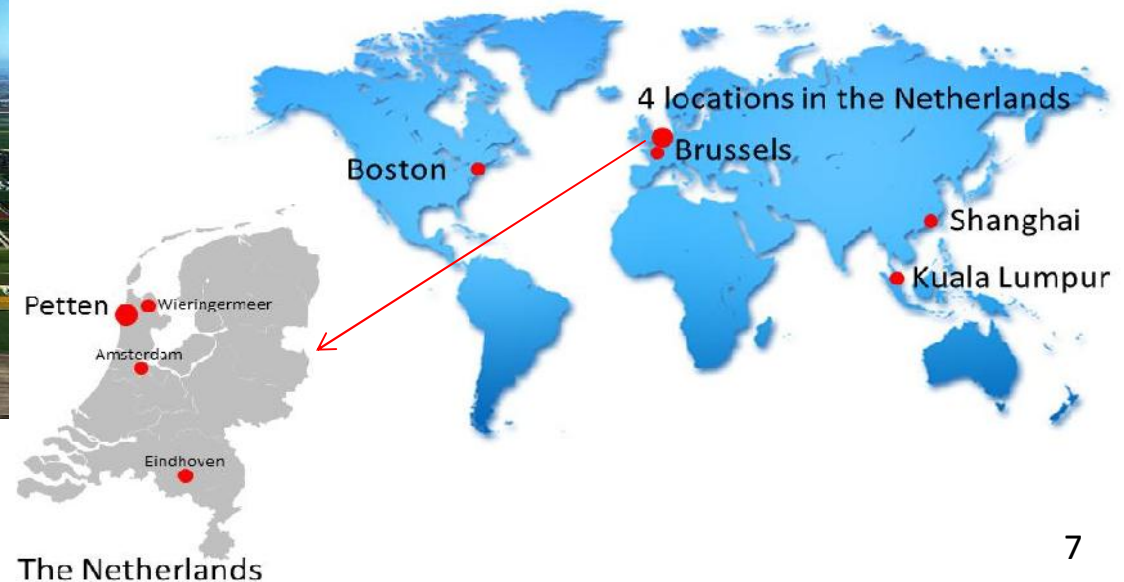 4 locations in the Netherlands
Brussels
Boston
Shanghai
Kuala Lumpur
Petten
Wieringermeer
Amsterdam
Eindhoven
The Netherlands
7